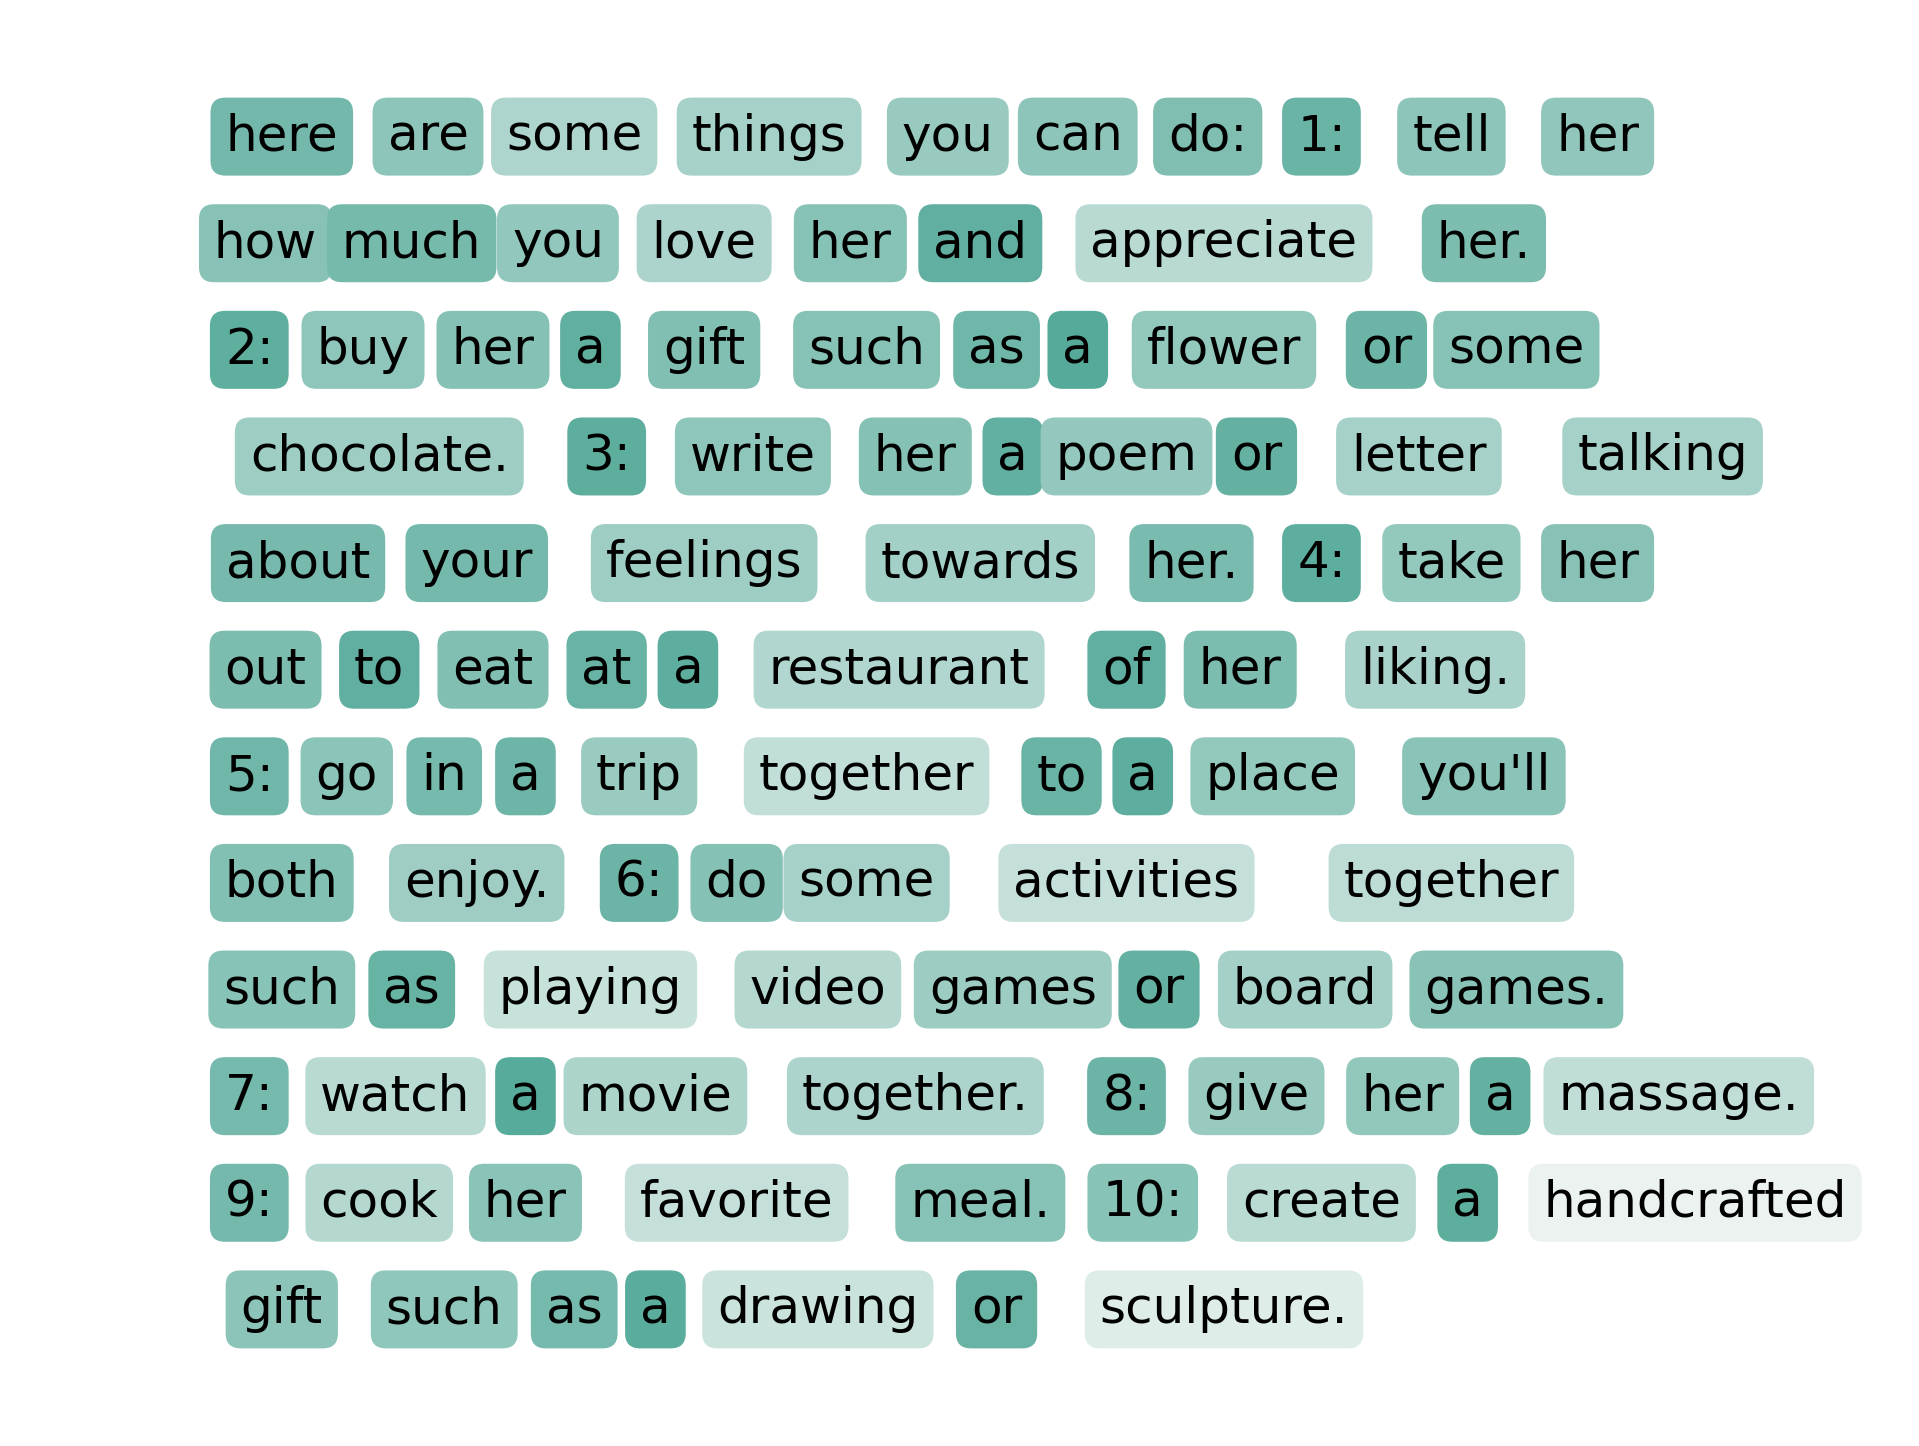 here are some things you can do: 1: tell her
how much you love her and appreciate her.
2: buy her a gift such as a flower or some
chocolate. 3: write her a poem or letter talking
about your feelings towards her. 4: take her
out to eat at a restaurant of her liking.
5: go in a trip together to a place you'll
both enjoy. 6: do some activities together
such as playing video games or board games.
7: watch a movie together. 8: give her a massage.
9: cook her favorite meal. 10: create a handcrafted
gift such as a drawing or sculpture.